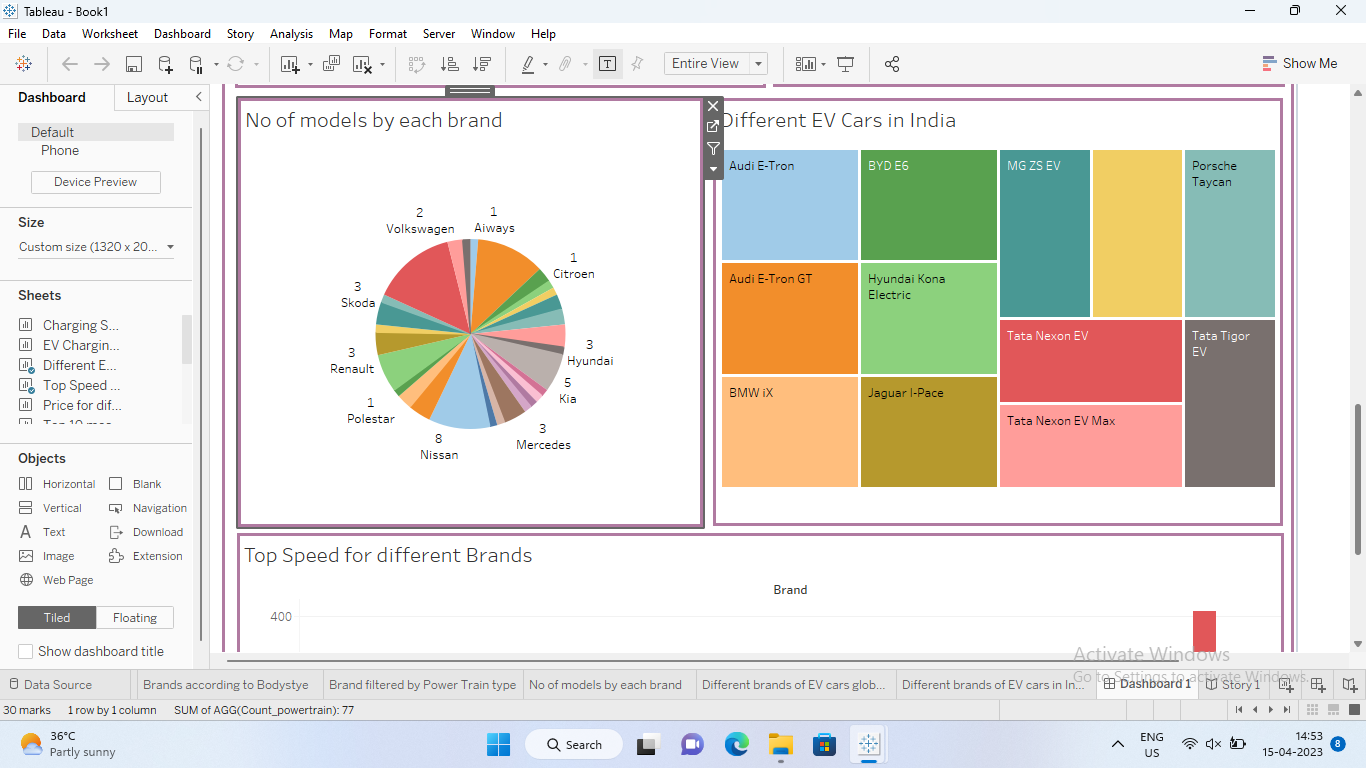 Tableau - Book1
File Data Worksheet Dashboard Story Analysis Map Format Server Window Help
Entire View
Show Me
Dashboard Layout
Default
Phone
Device Preview
Size
Custom size (1320 x 20...
Sheets
Charging S...
EV Chargin...
Different E...
Top Speed ...
Price for dif...
Objects
Horizontal Blank
Vertical Navigation
Text Download
Image Extension
Web Page
Tiled Floating
Show dashboard title
No of models by each brand
2
Volkswagen
1
Aiways
1
Citroen
3
Skoda
3
Hyundai
3
Renault
5
Kia
1
Polestar
3
Mercedes
8
Nissan
Different EV Cars in India
Audi E-Tron
BYD E6
MG ZS EV
Porsche
Taycan
Audi E-Tron GT
Hyundai Kona
Electric
Tata Nexon EV
Tata Tigor
EV
BMW iX
Jaguar I-Pace
Tata Nexon EV Max
Top Speed for different Brands
Brand
400
Activate Windows
Go to Settings to activate Windows.
Data Source Brands according to Bodystye Brand filtered by Power Train type No of models by each brand Different brands of EV cars glob... Different brands of EV cars in In... Dashboard 1 Story 1
30 marks 1 row by 1 column SUM of AGG(Count_powertrain): 77
36°C
Partly sunny
Search
ENG
US
14:53
15-04-2023
8